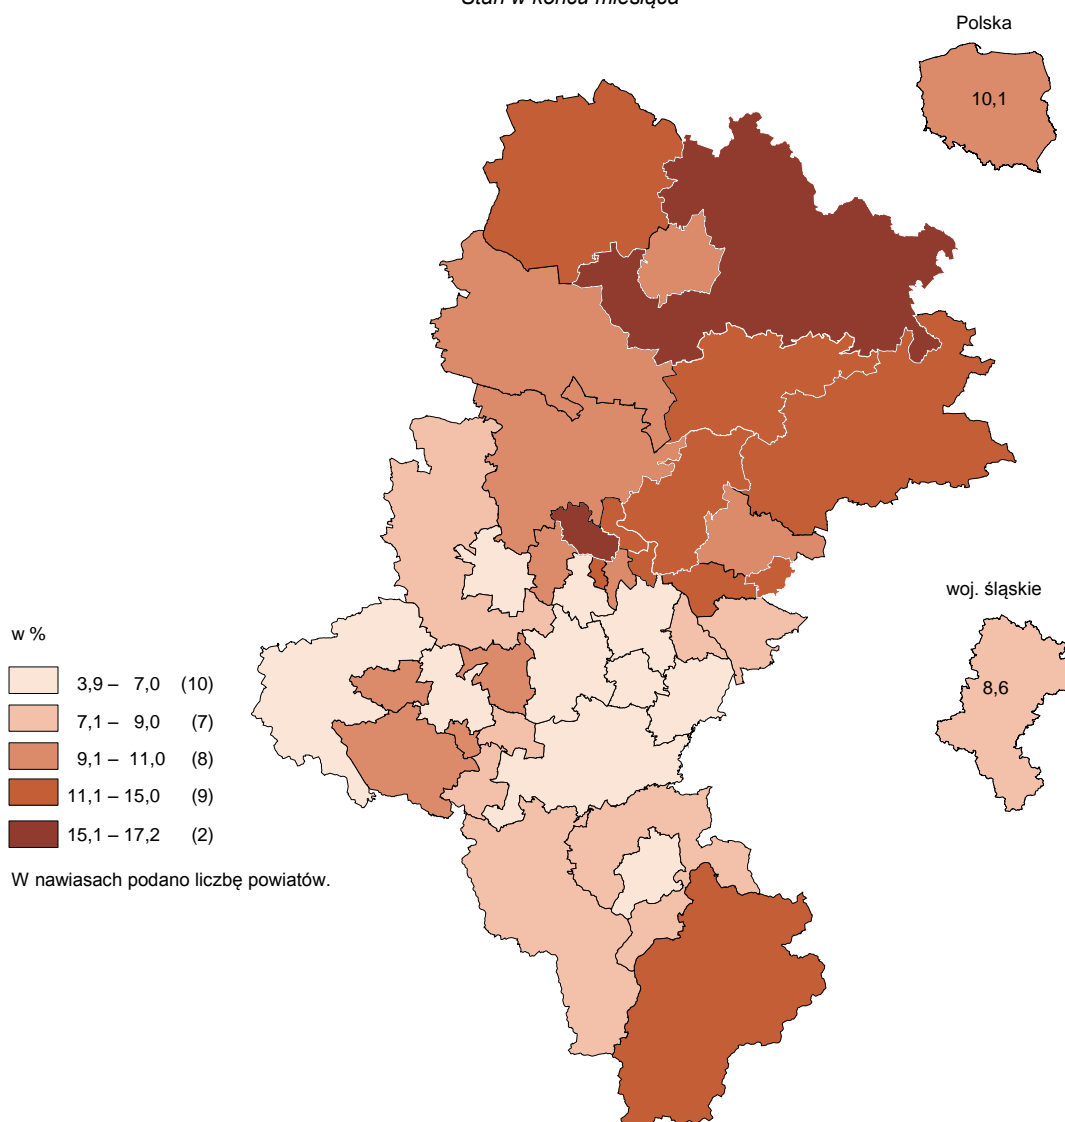 Stan w końcu miesiąca
Polska
10,1
woj. śląskie
8,6
w %
3,9 – 7,0 (10)
7,1 – 9,0 (7)
9,1 – 11,0 (8)
11,1 – 15,0 (9)
15,1 – 17,2 (2)
W nawiasach podano liczbę powiatów.